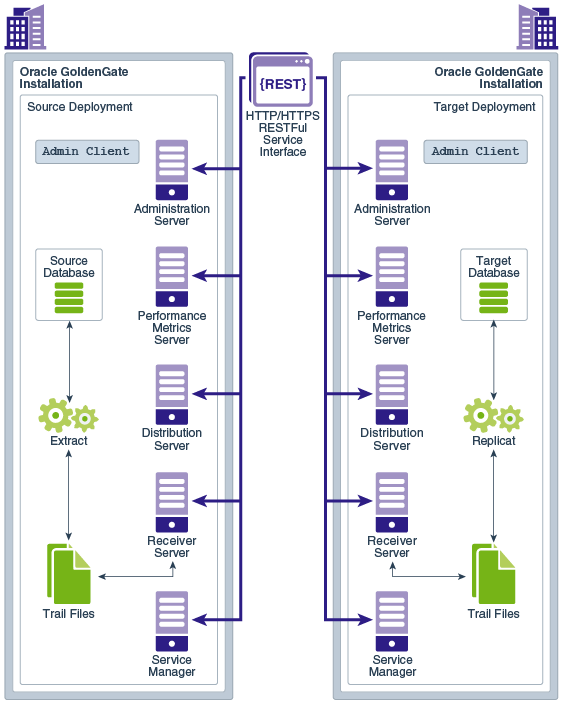 Oracle GoldenGate
Installation
Source Deployment
Admin Client
Administration
Server
Source
Database
Performance
Metrics
Server
Extract
Distribution
Server
Receiver
Server
Trail Files
Service
Manager
{REST}
HTTP/HTTPS
RESTFul
Service
Interface
Oracle GoldenGate
Installation
Target Deployment
Admin Client
Administration
Server
Target
Database
Performance
Metrics
Server
Distribution
Server
Replicat
Receiver
Server
Trail Files
Service
Manager